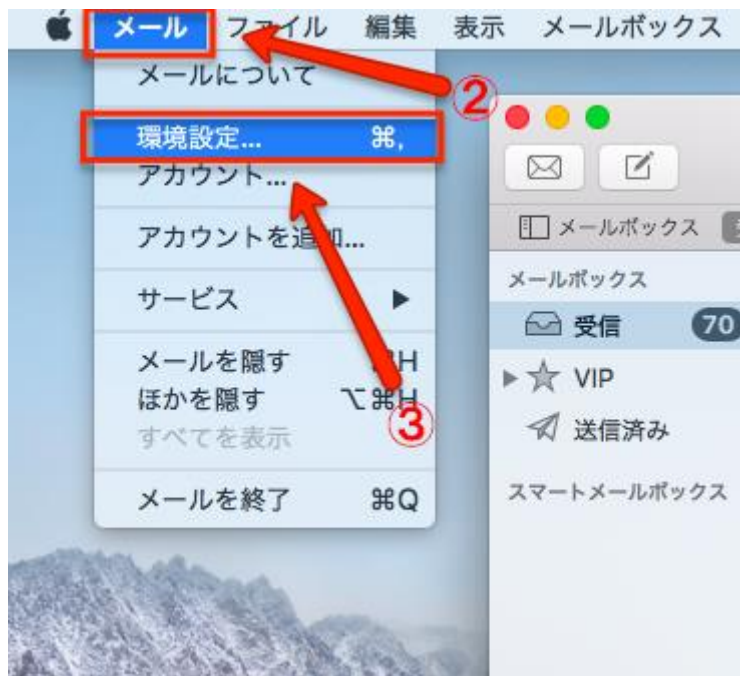 メール ファイル 編集 表示 メールボックス
メールについて
②
環境設定... ⌘,
アカウント...
アカウントを追加...
サービス ▶
メールを隠す ⌘H
ほかを隠す ⌥⌘H
③
すべてを表示
メールを終了 ⌘Q
メールボックス
メールボックス
受信 70
VIP
送信済み
スマートメールボックス